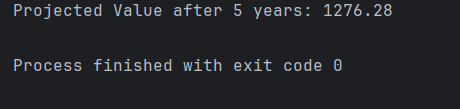 Projected Value after 5 years: 1276.28
Process finished with exit code 0